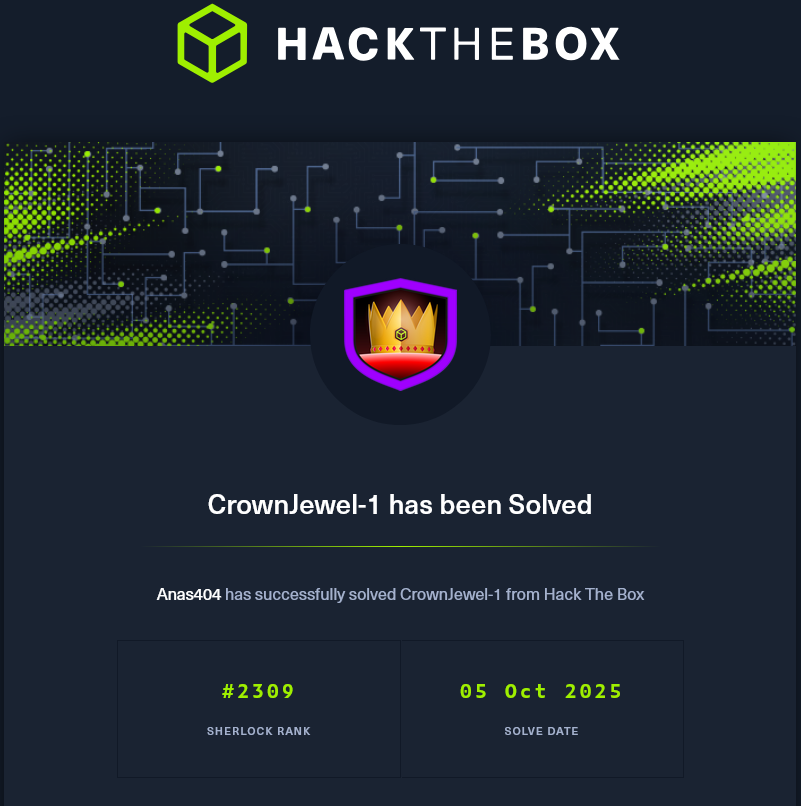 HACKTHEBOX
CrownJewel-1 has been Solved
Anas404 has successfully solved CrownJewel-1 from Hack The Box
#2309
SHERLOCK RANK
05 Oct 2025
SOLVE DATE